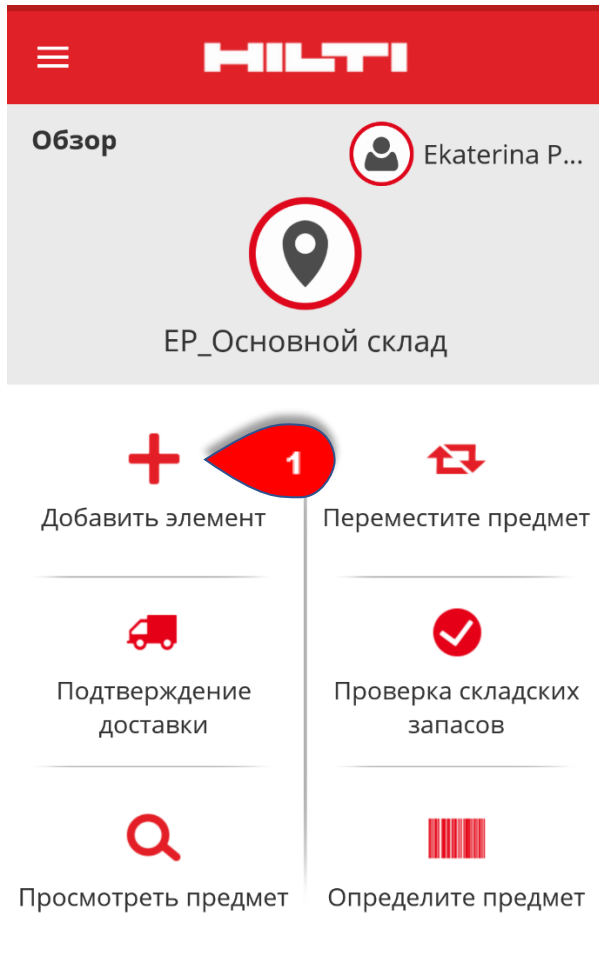 HILTI
Обзор
Ekaterina P...
EP_Основной склад
1
Добавить элемент
Переместите предмет
Подтверждение
доставки
Проверка складских
запасов
Просмотреть предмет
Определите предмет